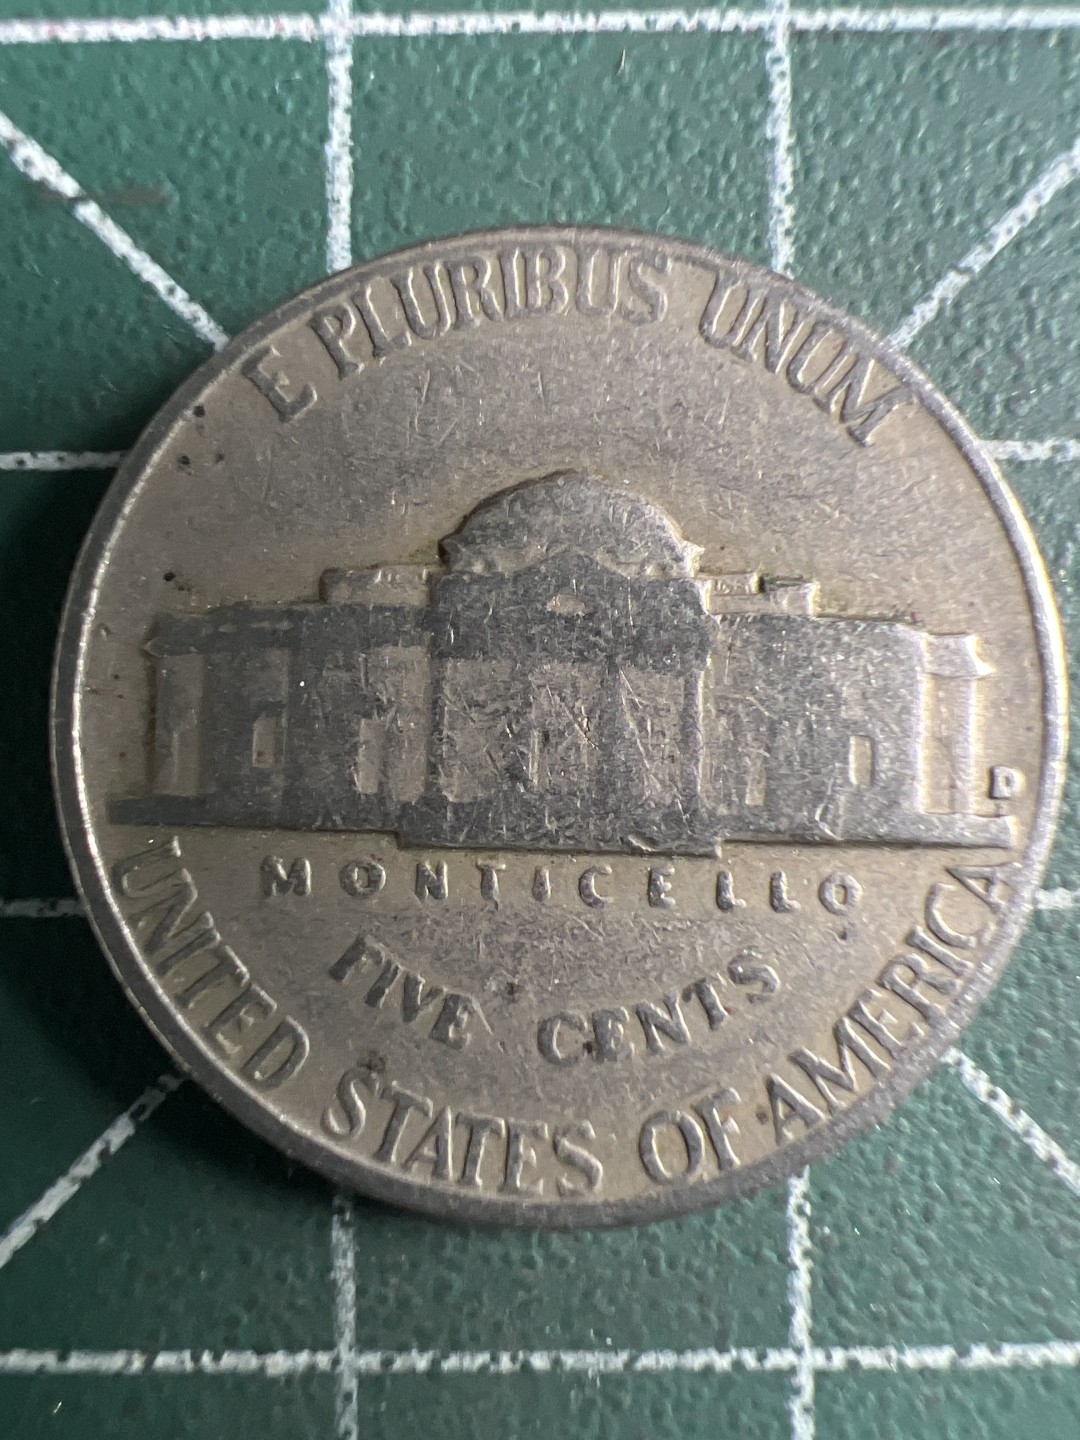 E PLURIBUS UNUM
D
MONTICELLO
FIVE CENTS
UNITED STATES OF AMERICA